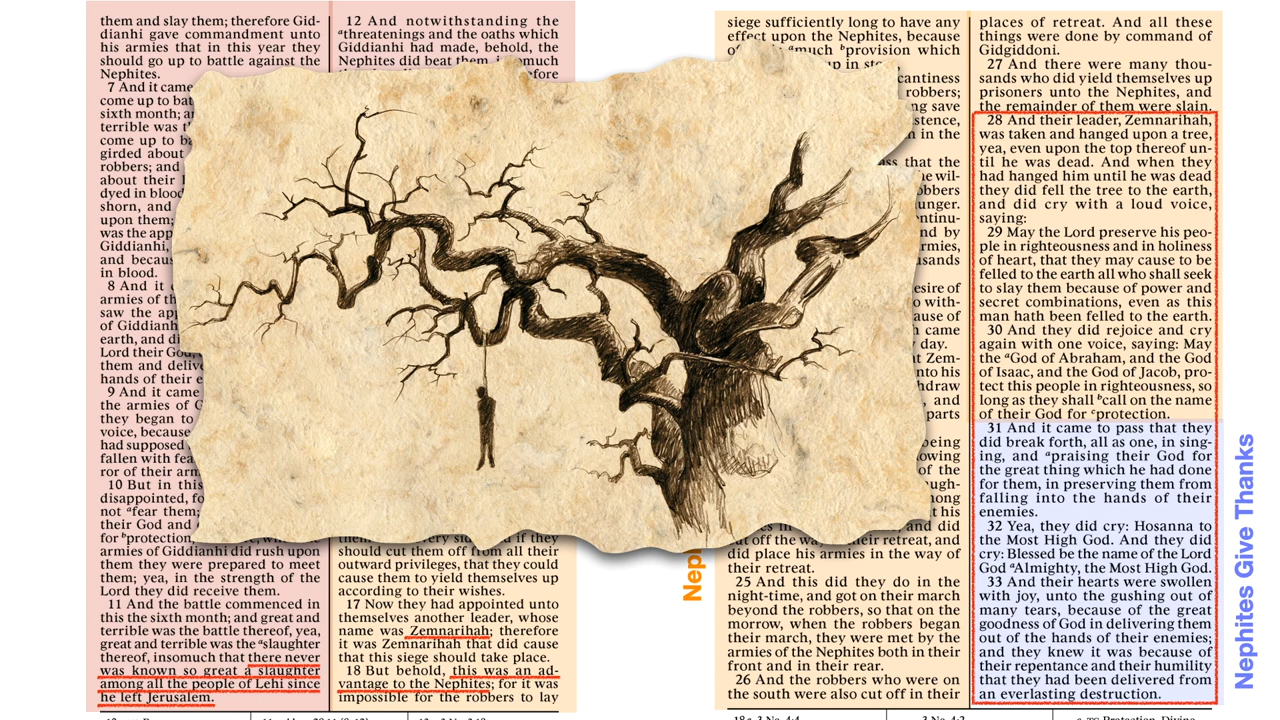 them and slay them; therefore Gid-
dianhi gave commandment unto
his armies that in this year they
should go up to battle against the
Nephites.
7 And it came
come up to bat
sixth month; a
terrible was t
come up to ba
girded about
robbers; and
about their
dyed in blood
shorn, and
upon them;
was the app
Giddianhi,
and becaus
in blood.
8 And it
armies of th
saw the app
of Giddianh
earth, and di
Lord their God,
them and delive
hands of their e
9 And it came
the armies of G
they began to
voice, because
had supposed
fallen with fea
ror of their arm
10 But in this
disappointed, fo
not ᵃfear them;
their God and
for ᵇprotection,
armies of Giddianhi did rush upon
them they were prepared to meet
them; yea, in the strength of the
Lord they did receive them.
11 And the battle commenced in
this the sixth month; and great and
terrible was the battle thereof, yea,
great and terrible was the ᵃslaughter
thereof, insomuch that there never
was known so great a slaughter
among all the people of Lehi since
he left Jerusalem.
12 And notwithstanding the
ᵃthreatenings and the oaths which
Giddianhi had made, behold, the
Nephites did beat them,
should cut them off from all their
outward privileges, that they could
cause them to yield themselves up
according to their wishes.
17 Now they had appointed unto
themselves another leader, whose
name was Zemnarihah; therefore
it was Zemnarihah that did cause
that this siege should take place.
18 But behold, this was an ad-
vantage to the Nephites; for it was
impossible for the robbers to lay
siege sufficiently long to have any
effect upon the Nephites, because
ᵃmuch ᵇprovision which
up in
cantiness
robbers;
ng save
istence,
in the
that the
wil-
obbers
unger.
ontinu-
nd by
rmies,
usands
esire of
with-
ause of
came
day.
Zem-
nto his
hdraw
and
parts
being
owing
of the
ough-
mong
his
and did
retreat, and
did place his armies in the way of
their retreat.
25 And this did they do in the
night-time, and got on their march
beyond the robbers, so that on the
morrow, when the robbers began
their march, they were met by the
armies of the Nephites both in their
front and in their rear.
26 And the robbers who were on
the south were also cut off in their
places of retreat. And all these
things were done by command of
Gidgiddoni.
27 And there were many thou-
sands who did yield themselves up
prisoners unto the Nephites, and
the remainder of them were slain.
28 And their leader, Zemnarihah,
was taken and hanged upon a tree,
yea, even upon the top thereof un-
til he was dead. And when they
had hanged him until he was dead
they did fell the tree to the earth,
and did cry with a loud voice,
saying:
29 May the Lord preserve his peo-
ple in righteousness and in holiness
of heart, that they may cause to be
felled to the earth all who shall seek
to slay them because of power and
secret combinations, even as this
man hath been felled to the earth.
30 And they did rejoice and cry
again with one voice, saying: May
the ᵃGod of Abraham, and the God
of Isaac, and the God of Jacob, pro-
tect this people in righteousness, so
long as they shall ᵇcall on the name
of their God for ᶜprotection.
31 And it came to pass that they
did break forth, all as one, in sing-
ing, and ᵃpraising their God for
the great thing which he had done
for them, in preserving them from
falling into the hands of their
enemies.
32 Yea, they did cry: Hosanna to
the Most High God. And they did
cry: Blessed be the name of the Lord
God ᵃAlmighty, the Most High God.
33 And their hearts were swollen
with joy, unto the gushing out of
many tears, because of the great
goodness of God in delivering them
out of the hands of their enemies;
and they knew it was because of
their repentance and their humility
that they had been delivered from
an everlasting destruction.
Neph
Nephites Give Thanks